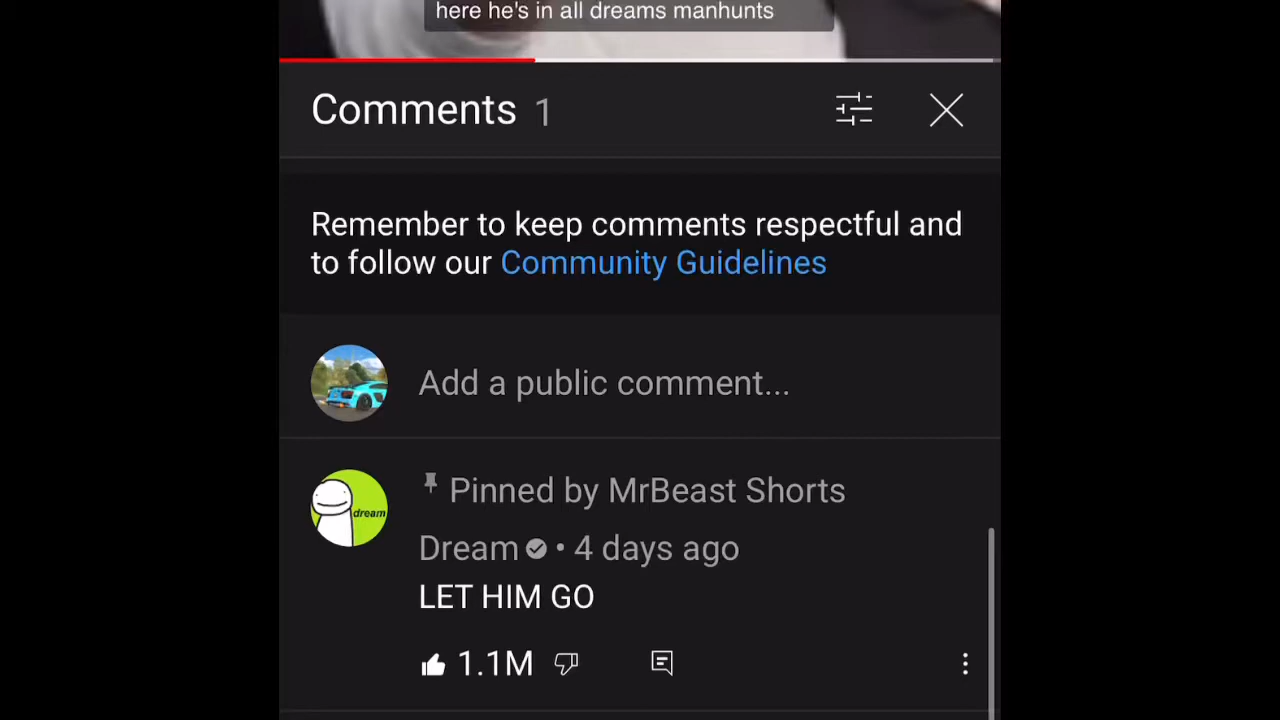 here he's in all dreams manhunts
Comments 1
Remember to keep comments respectful and
to follow our Community Guidelines
Add a public comment...
Pinned by MrBeast Shorts
dream
Dream • 4 days ago
LET HIM GO
1.1M